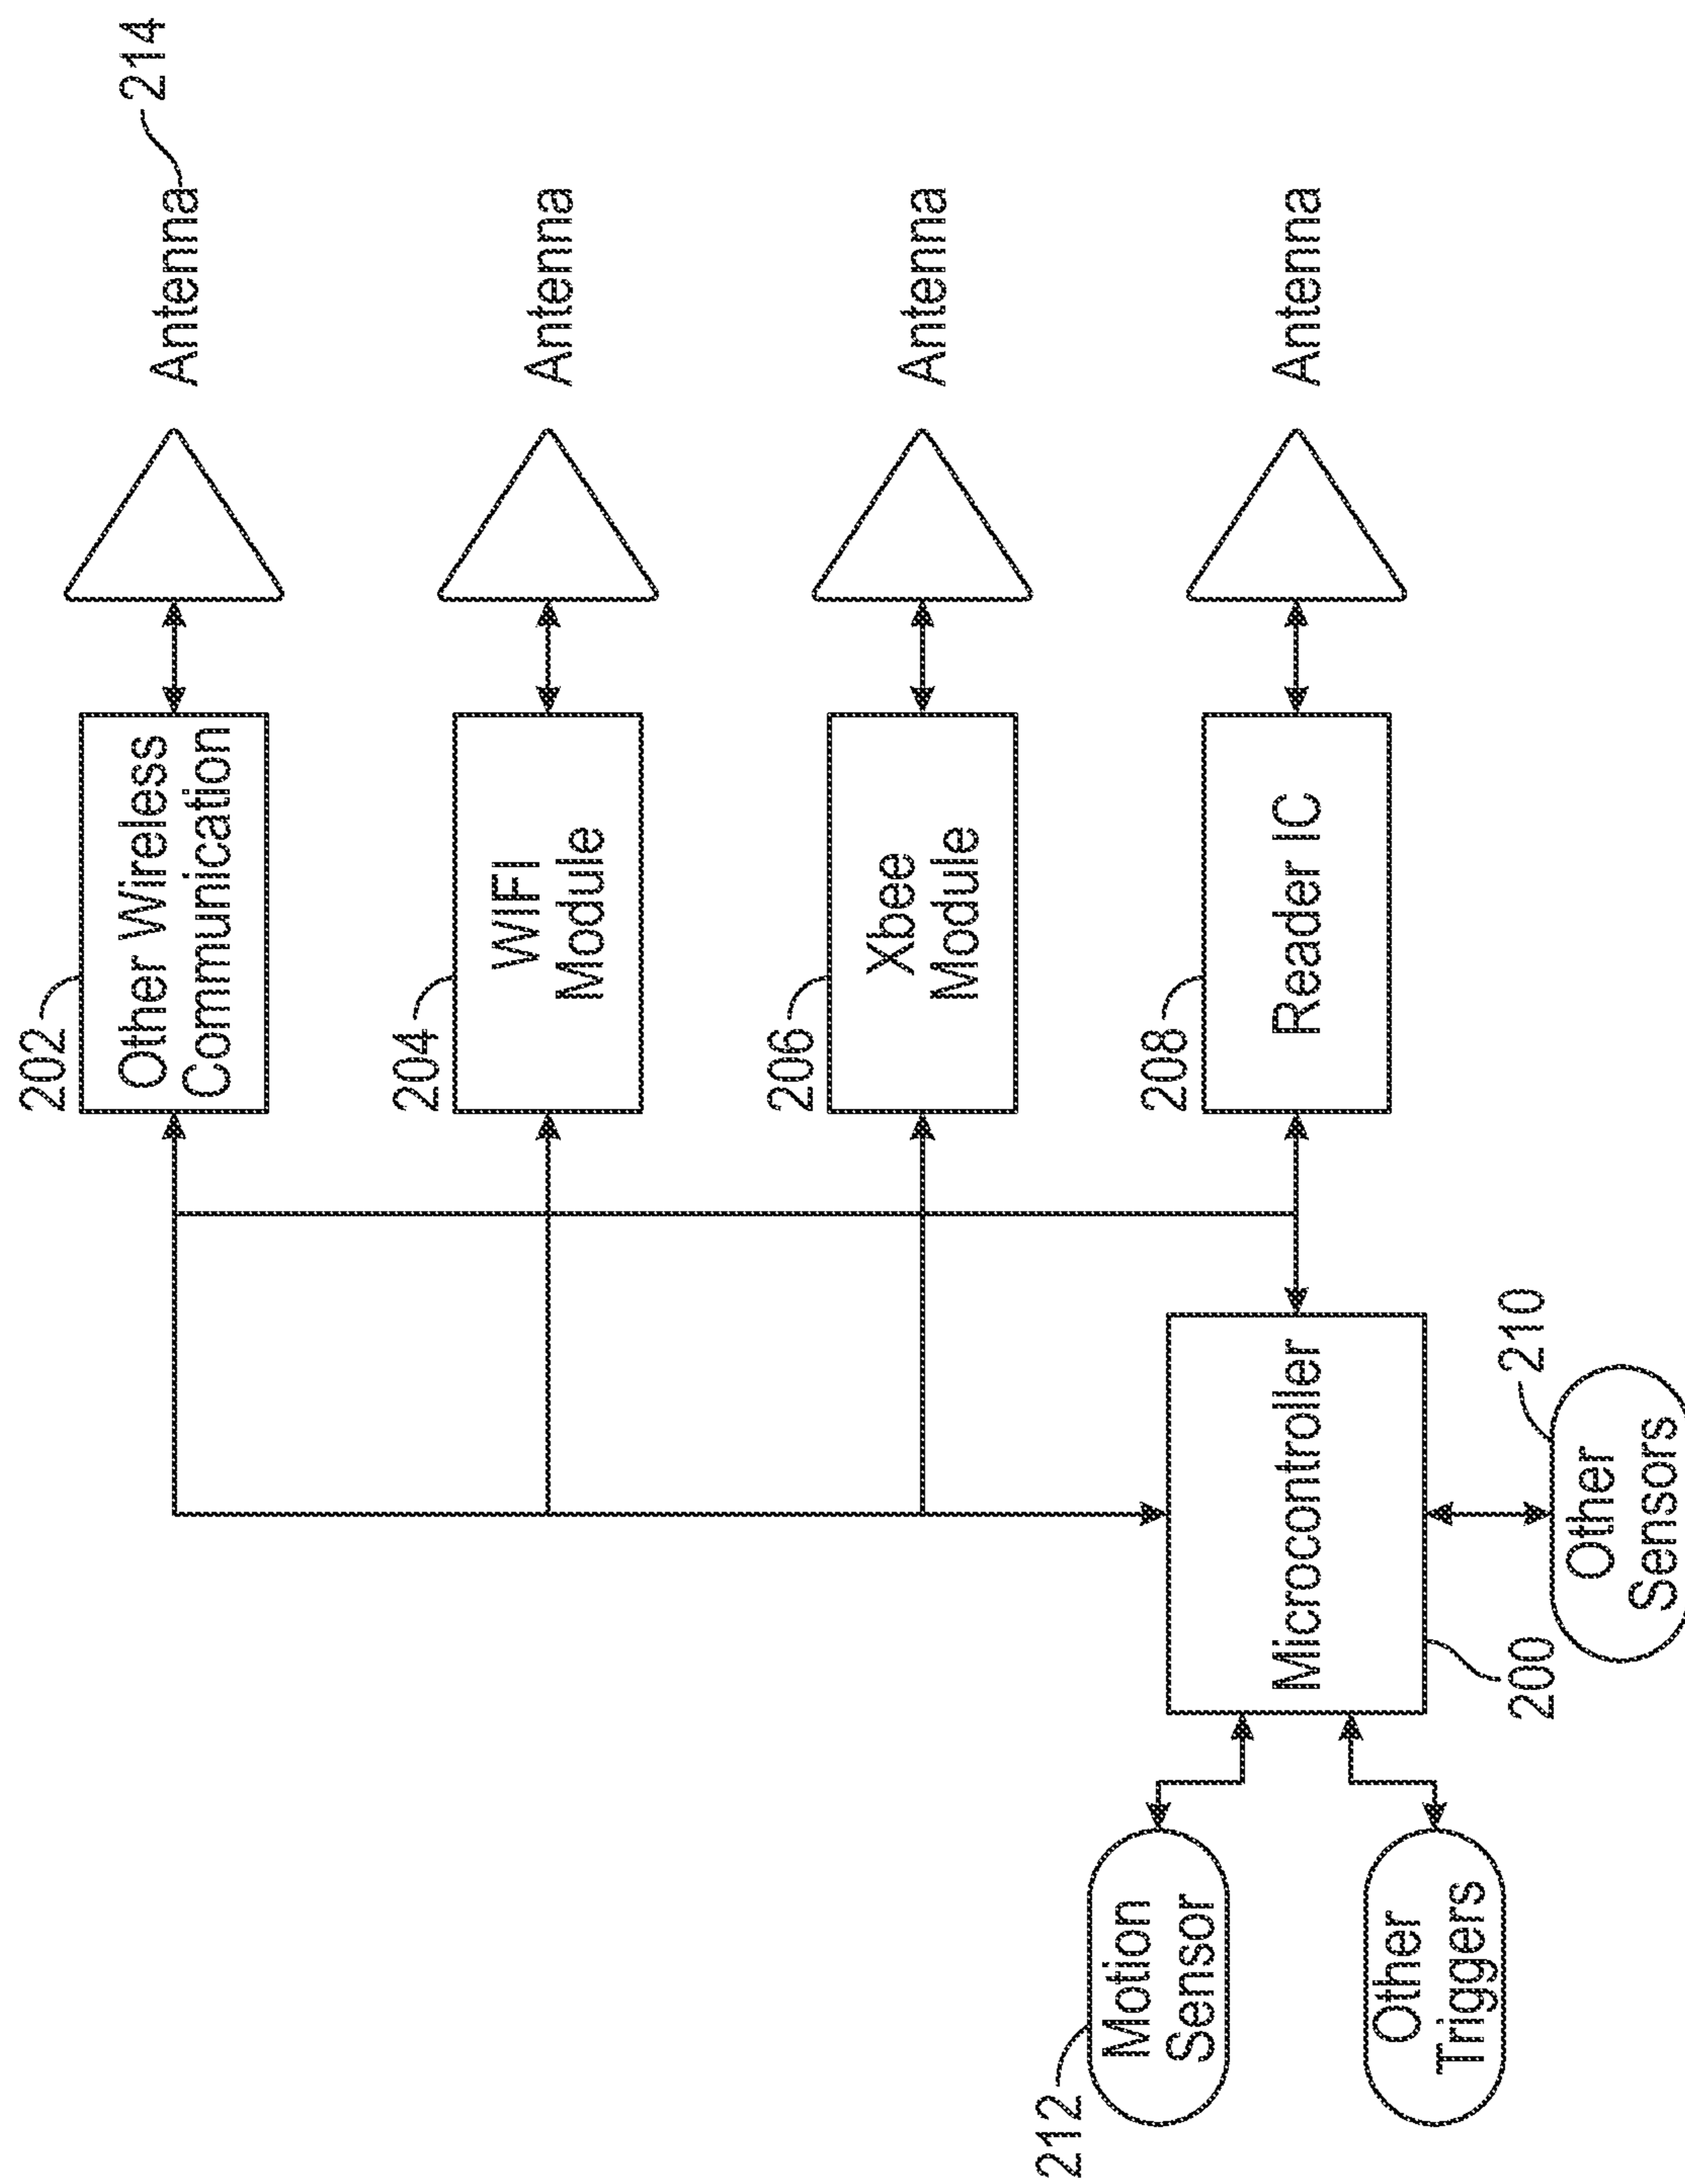 202
Other Wireless
Communication
Antenna
214
204
WIFI
Module
Antenna
206
Xbee
Module
Antenna
208
Reader IC
Antenna
212
Motion
Sensor
Other
Triggers
Microcontroller
200
210
Other
Sensors